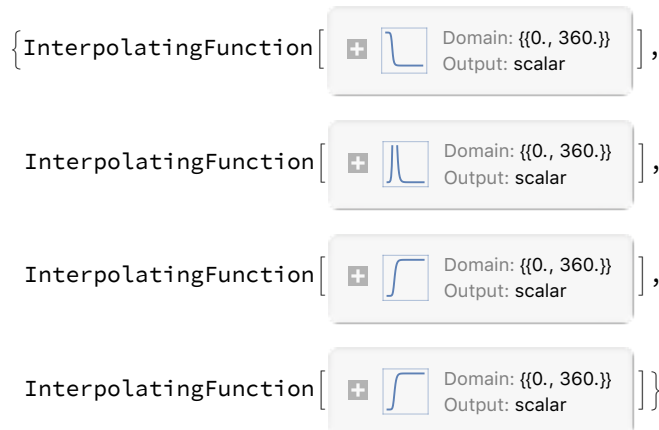 {InterpolatingFunction[ Domain: {{0., 360.}}
Output: scalar ],
InterpolatingFunction[ Domain: {{0., 360.}}
Output: scalar ],
InterpolatingFunction[ Domain: {{0., 360.}}
Output: scalar ],
InterpolatingFunction[ Domain: {{0., 360.}}
Output: scalar ]}